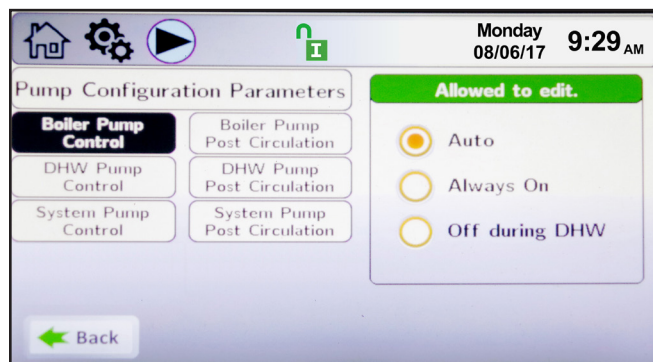 Monday
08/06/17
9:29 AM
I
Pump Configuration Parameters
Boiler Pump
Control
Boiler Pump
Post Circulation
DHW Pump
Control
DHW Pump
Post Circulation
System Pump
Control
System Pump
Post Circulation
Allowed to edit.
Auto
Always On
Off during DHW
Back